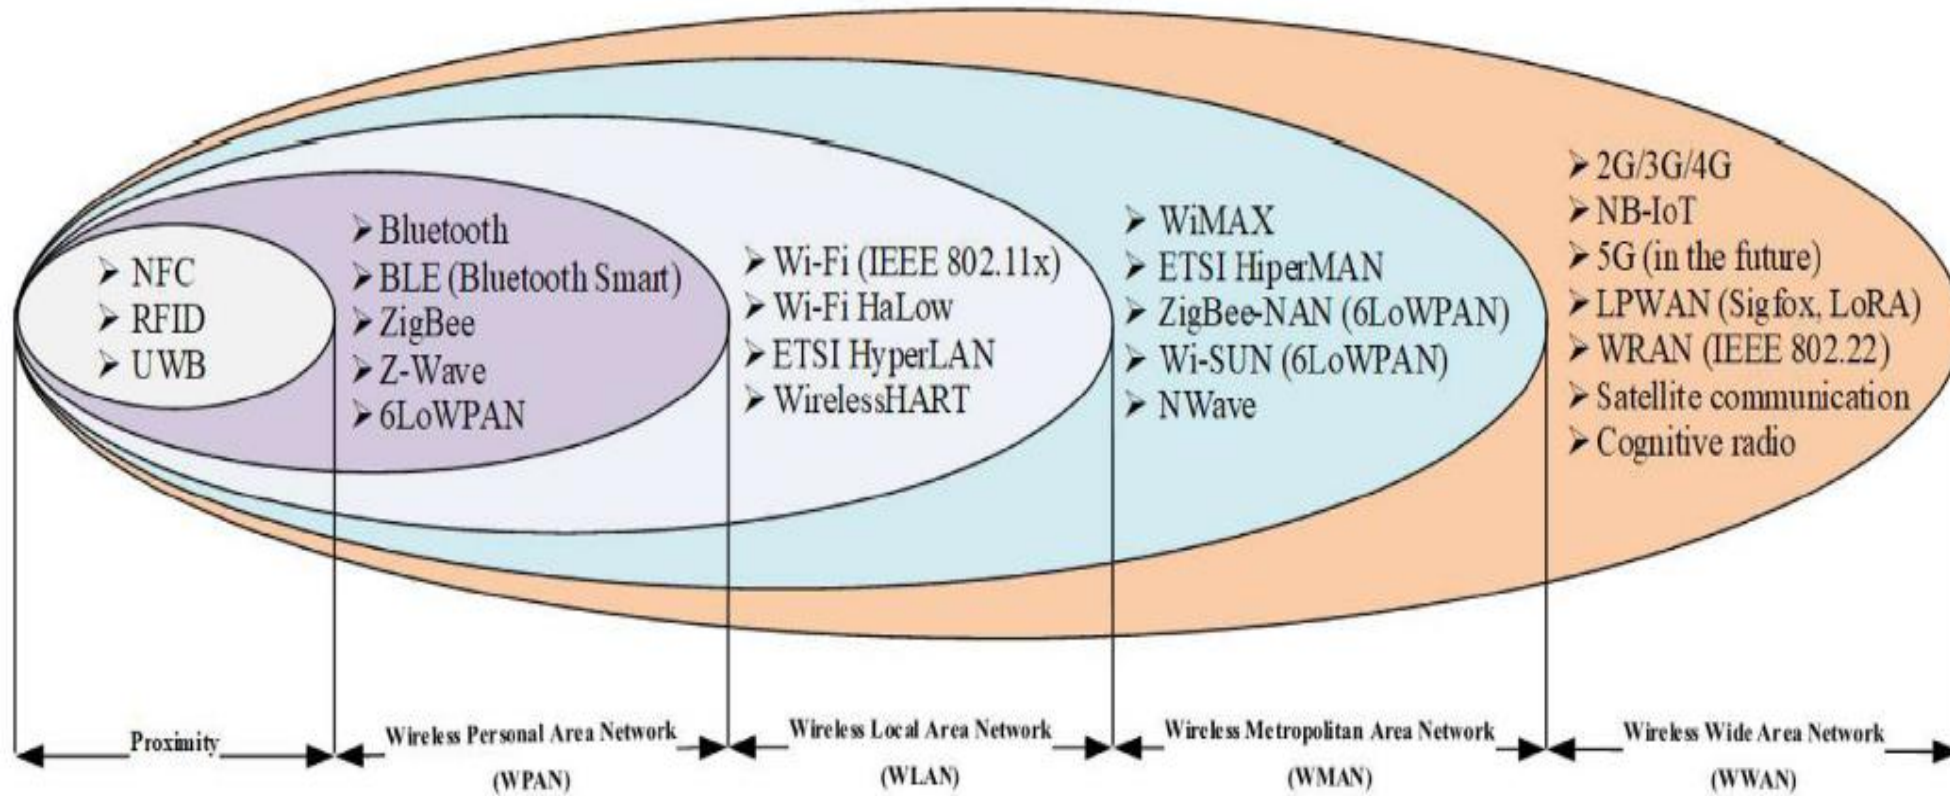 ➤ NFC
➤ RFID
➤ UWB
➤ Bluetooth
➤ BLE (Bluetooth Smart)
➤ ZigBee
➤ Z-Wave
➤ 6LoWPAN
➤ Wi-Fi (IEEE 802.11x)
➤ Wi-Fi HaLow
➤ ETSI HyperLAN
➤ WirelessHART
➤ WiMAX
➤ ETSI HiperMAN
➤ ZigBee-NAN (6LoWPAN)
➤ Wi-SUN (6LoWPAN)
➤ NWave
➤ 2G/3G/4G
➤ NB-IoT
➤ 5G (in the future)
➤ LPWAN (Sigfox, LoRA)
➤ WRAN (IEEE 802.22)
➤ Satellite communication
➤ Cognitive radio
Proximity
Wireless Personal Area Network
(WPAN)
Wireless Local Area Network
(WLAN)
Wireless Metropolitan Area Network
(WMAN)
Wireless Wide Area Network
(WWAN)